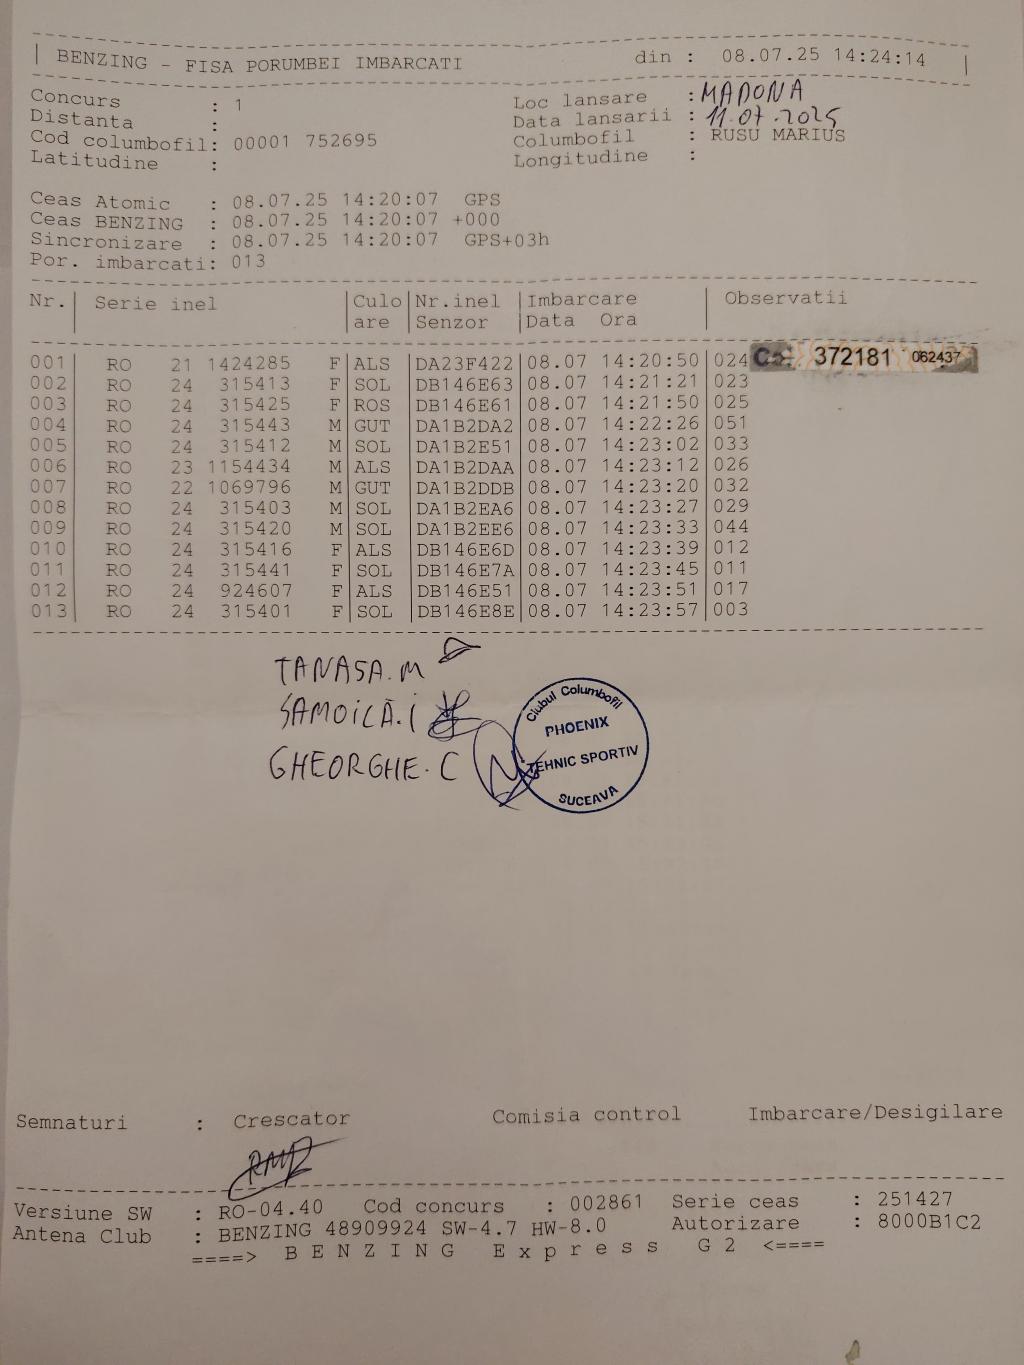 BENZING - FISA PORUMBEI IMBARCATI din : 08.07.25 14:24:14
Concurs : 1 Loc lansare : MADONA
Distanta : Data lansarii : 11.07.2025
Cod columbofil: 00001 752695 Columbofil : RUSU MARIUS
Latitudine : Longitudine :
Ceas Atomic : 08.07.25 14:20:07 GPS
Ceas BENZING : 08.07.25 14:20:07 +000
Sincronizare : 08.07.25 14:20:07 GPS+03h
Por. imbarcati: 013
Nr. | Serie inel | Culo | Nr.inel | Imbarcare | Observatii
are | Senzor | Data Ora
001 RO 21 1424285 F ALS DA23F422 08.07 14:20:50 024 372181 062437
002 RO 24 315413 F SOL DB146E63 08.07 14:21:21 023
003 RO 24 315425 F ROS DB146E61 08.07 14:21:50 025
004 RO 24 315443 M GUT DA1B2DA2 08.07 14:22:26 051
005 RO 24 315412 M SOL DA1B2E51 08.07 14:23:02 033
006 RO 23 1154434 M ALS DA1B2DAA 08.07 14:23:12 026
007 RO 22 1069796 M GUT DA1B2DDB 08.07 14:23:20 032
008 RO 24 315403 M SOL DA1B2EA6 08.07 14:23:27 029
009 RO 24 315420 M SOL DA1B2EE6 08.07 14:23:33 044
010 RO 24 315416 F ALS DB146E6D 08.07 14:23:39 012
011 RO 24 315441 F SOL DB146E7A 08.07 14:23:45 011
012 RO 24 924607 F ALS DB146E51 08.07 14:23:51 017
013 RO 24 315401 F SOL DB146E8E 08.07 14:23:57 003
TANASA.M
SAMOILĂ.I
GHEORGHE.C
Clubul Columbofil
PHOENIX
TEHNIC SPORTIV
SUCEAVA
Semnaturi : Crescator Comisia control Imbarcare/Desigilare
Versiune SW : RO-04.40 Cod concurs : 002861 Serie ceas : 251427
Antena Club : BENZING 48909924 SW-4.7 HW-8.0 Autorizare : 8000B1C2
====> B E N Z I N G E x p r e s s G 2 <====